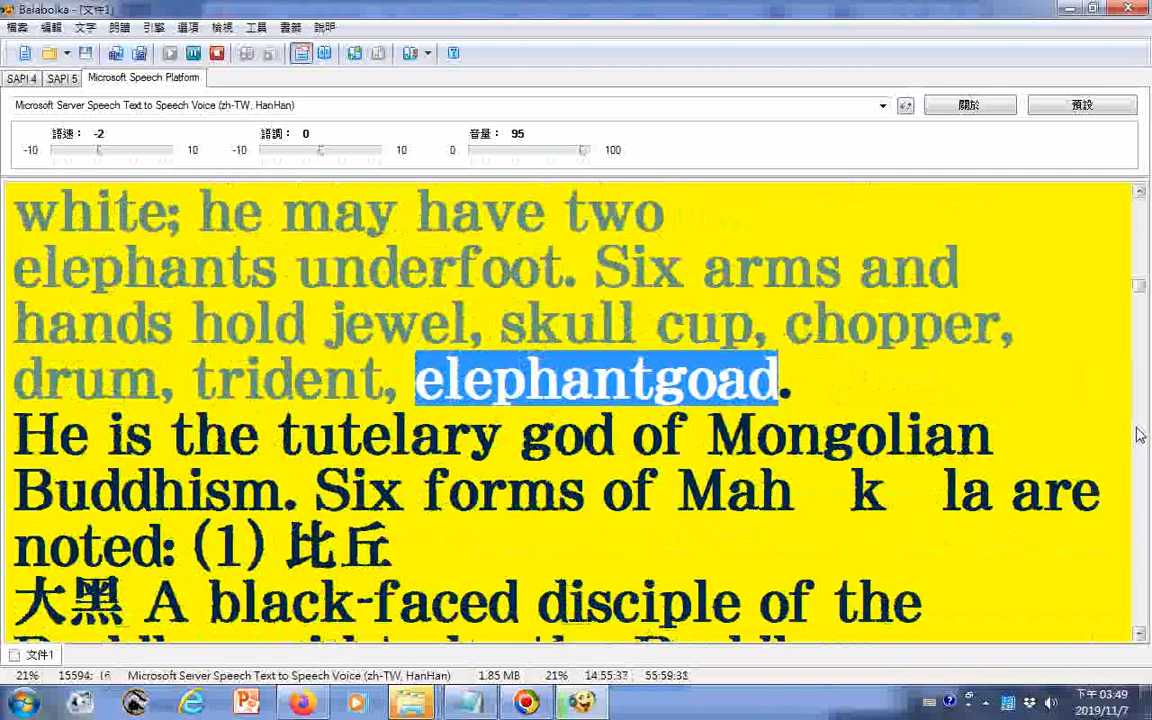 Balabolka - [文件1]
檔案 編輯 文字 朗讀 引擎 選項 檢視 工具 書籤 說明
SAPI 4 SAPI 5 Microsoft Speech Platform
Microsoft Server Speech Text to Speech Voice (zh-TW, HanHan) 關於 預設
語速： -2 語調： 0 音量： 95
-10 10 -10 10 0 100
white; he may have two
elephants underfoot. Six arms and
hands hold jewel, skull cup, chopper,
drum, trident, elephantgoad.
He is the tutelary god of Mongolian
Buddhism. Six forms of Mah k la are
noted: (1) 比丘
大黑 A black-faced disciple of the
文件1
21% 15594: 16 Microsoft Server Speech Text to Speech Voice (zh-TW, HanHan) 1.85 MB 21% 14:55:37 55:59:38
下午 03:49
2019/11/7